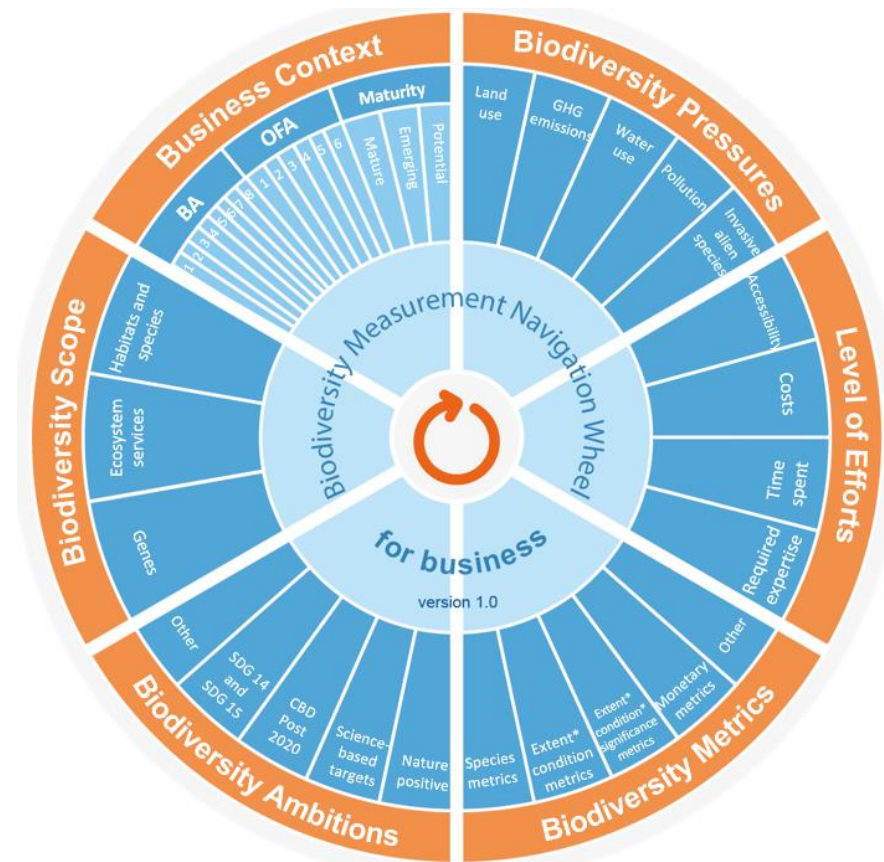 Business Context
BA
1
2
3
4
5
6
7
8
OFA
1
2
3
4
5
6
Maturity
Mature
Emerging
Potential
Biodiversity Pressures
Land
use
GHG
emissions
Water
use
Pollution
Invasive
alien
species
Level of Efforts
Accessibility
Costs
Time
spent
Required
expertise
Biodiversity Metrics
Other
Monetary
metrics
Extent*
condition*
significance
metrics
Extent*
condition
metrics
Species
metrics
Biodiversity Ambitions
Nature
positive
Science-
based
targets
CBD
Post
2020
SDG 14
and
SDG 15
Other
Biodiversity Scope
Genes
Ecosystem
services
Habitats and
species
Biodiversity Measurement Navigation Wheel
for business
version 1.0